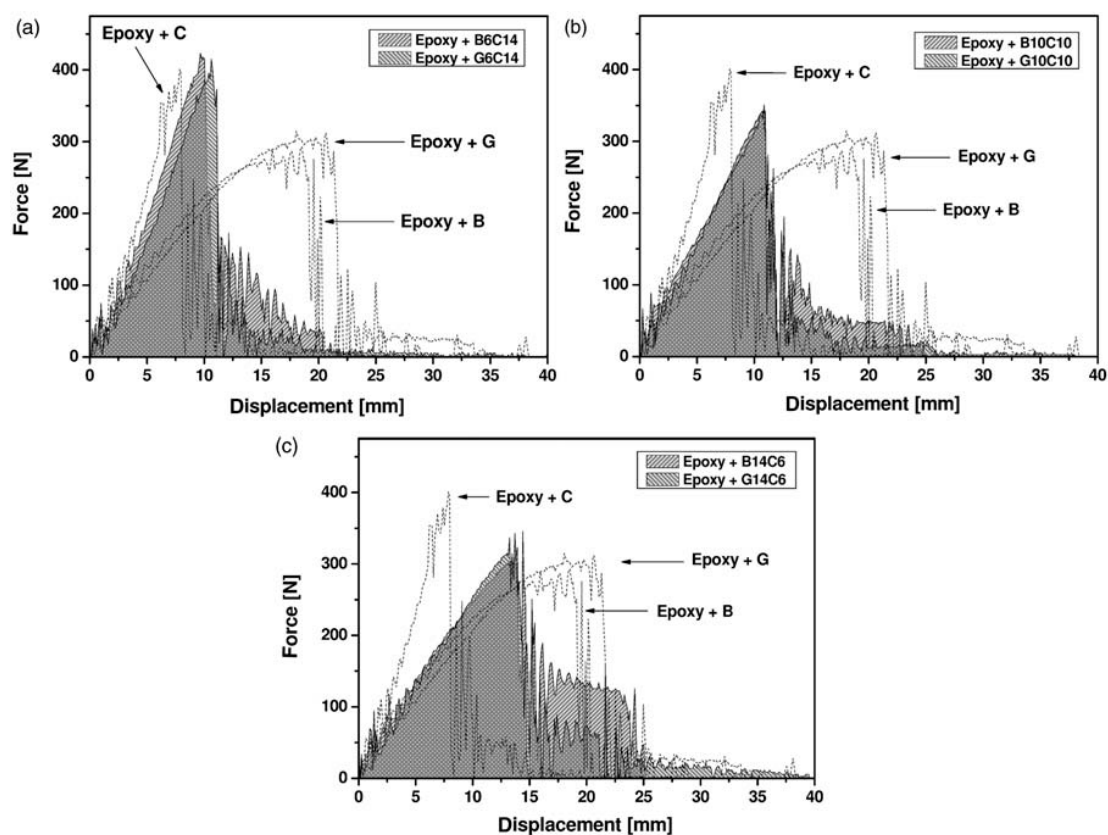 (a)
Epoxy + C
Epoxy + B6C14
Epoxy + G6C14
Epoxy + G
Epoxy + B
Force [N]
400
300
200
100
0
0 5 10 15 20 25 30 35 40
Displacement [mm]
(b)
Epoxy + B10C10
Epoxy + G10C10
Epoxy + C
Epoxy + G
Epoxy + B
Force [N]
400
300
200
100
0
0 5 10 15 20 25 30 35 40
Displacement [mm]
(c)
Epoxy + B14C6
Epoxy + G14C6
Epoxy + C
Epoxy + G
Epoxy + B
Force [N]
400
300
200
100
0
0 5 10 15 20 25 30 35 40
Displacement [mm]